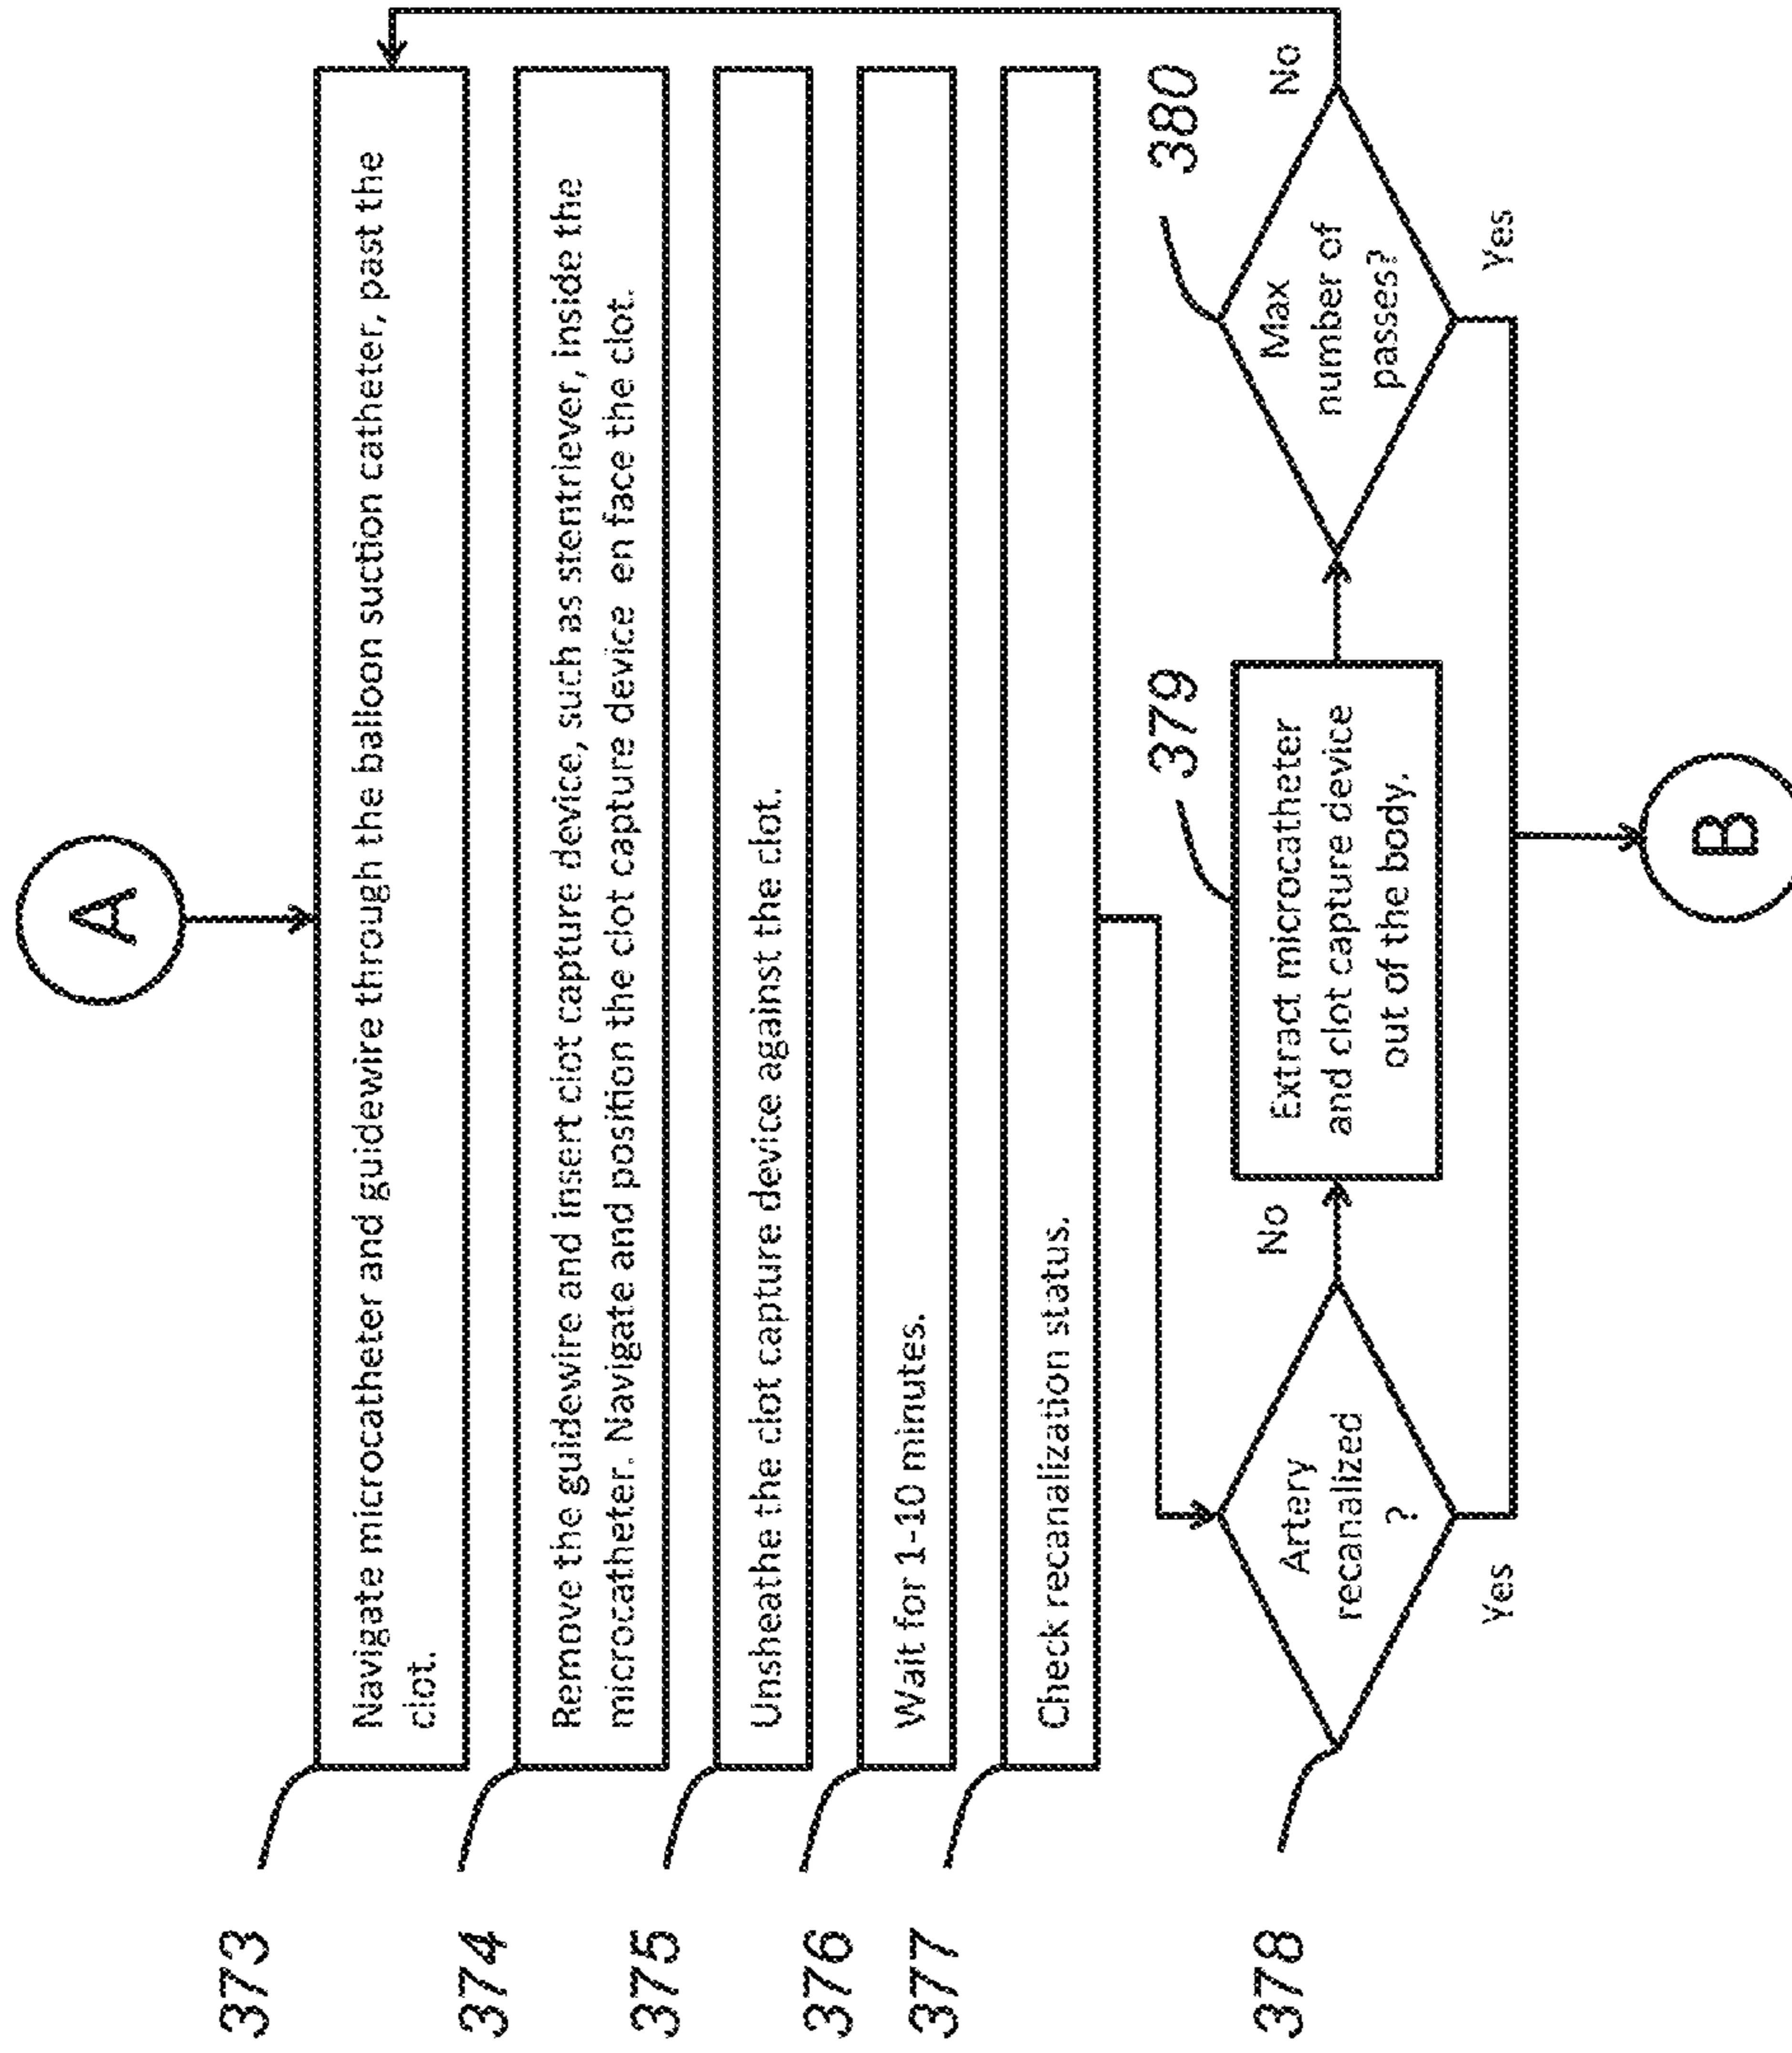 A
373
Navigate microcatheter and guidewire through the balloon suction catheter, past the
clot.
374
Remove the guidewire and insert clot capture device, such as stentriever, inside the
microcatheter. Navigate and position the clot capture device en face the clot.
375
Unsheathe the clot capture device against the clot.
376
Wait for 1-10 minutes.
377
Check recanalization status.
378
Artery
recanalized
?
No
Yes
379
Extract microcatheter
and clot capture device
out of the body.
380
Max
number of
passes?
No
Yes
B